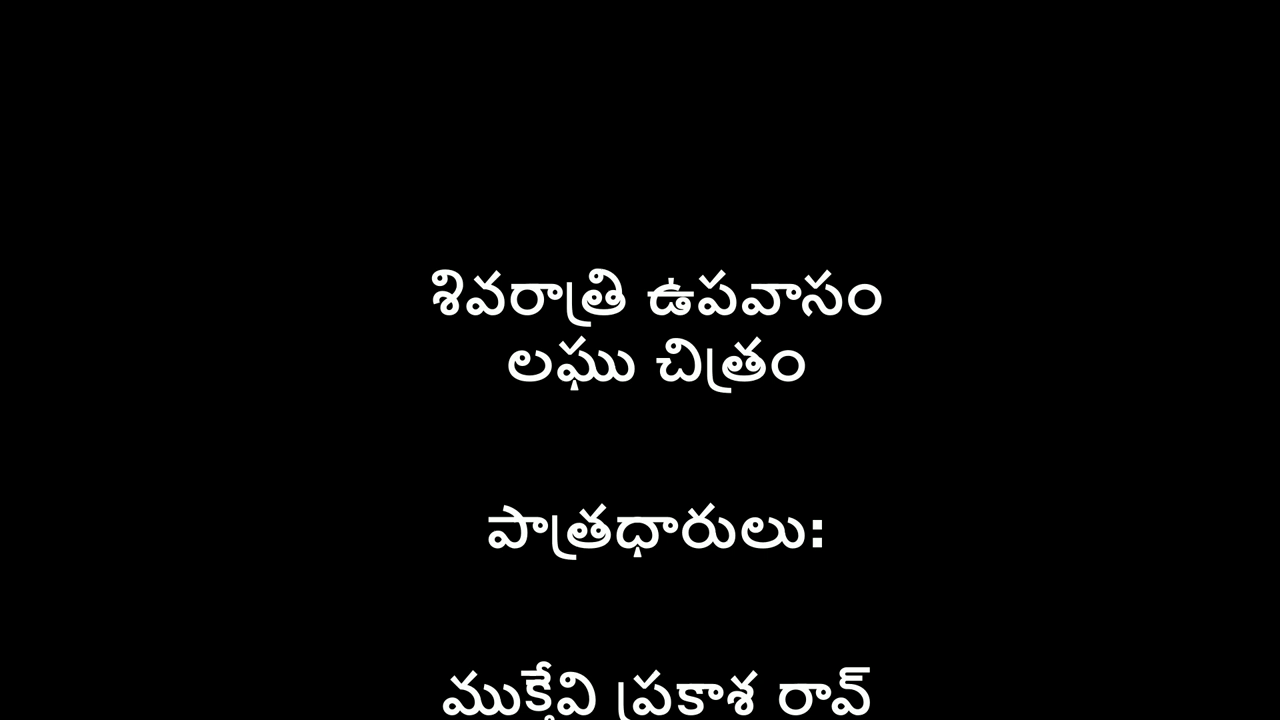 శివరాత్రి ఉపవాసం
లఘు చిత్రం
పాత్రధారులు:
ముక్తేవి ప్రకాశ రావ్